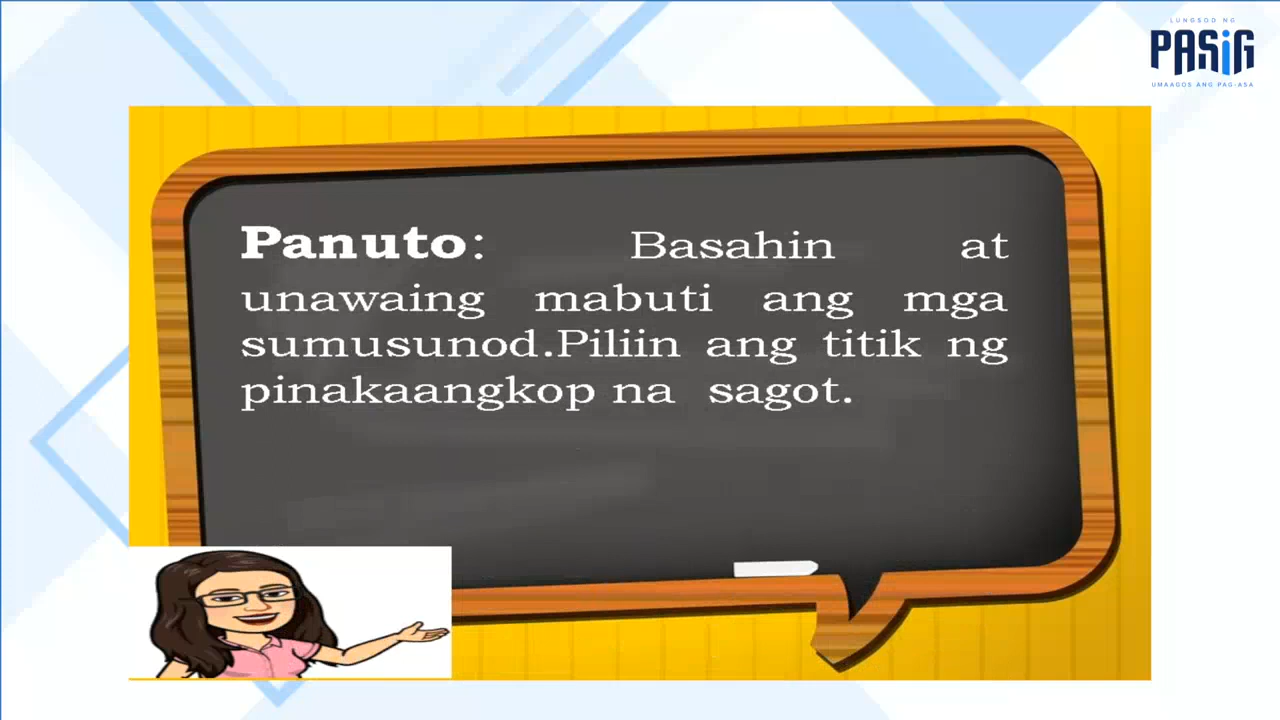 LUNGSOD NG
PASiG
UMAAGOS ANG PAG-ASA
Panuto: Basahin at
unawaing mabuti ang mga
sumusunod.Piliin ang titik ng
pinakaangkop na sagot.